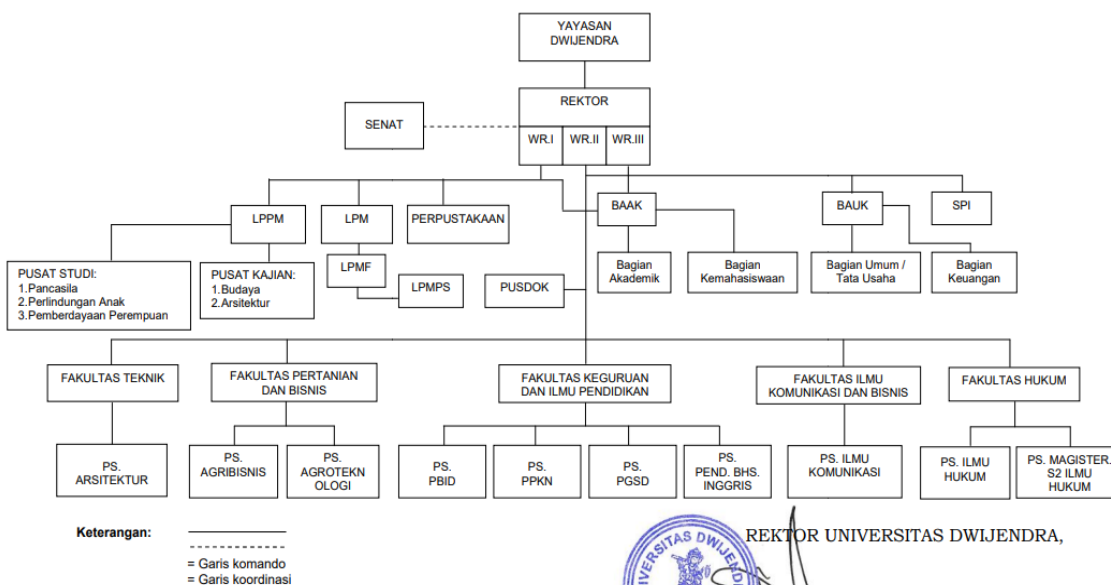 YAYASAN
DWIJENDRA
REKTOR
SENAT
WR.I
WR.II
WR.III
LPPM
LPM
PERPUSTAKAAN
BAAK
BAUK
SPI
PUSAT STUDI:
1.Pancasila
2.Perlindungan Anak
3.Pemberdayaan Perempuan
PUSAT KAJIAN:
1.Budaya
2.Arsitektur
LPMF
LPMPS
PUSDOK
Bagian
Akademik
Bagian
Kemahasiswaan
Bagian Umum /
Tata Usaha
Bagian
Keuangan
FAKULTAS TEKNIK
FAKULTAS PERTANIAN
DAN BISNIS
FAKULTAS KEGURUAN
DAN ILMU PENDIDIKAN
FAKULTAS ILMU
KOMUNIKASI DAN BISNIS
FAKULTAS HUKUM
PS.
ARSITEKTUR
PS.
AGRIBISNIS
PS.
AGROTEKN
OLOGI
PS.
PBID
PS.
PPKN
PS.
PGSD
PS.
PEND. BHS.
INGGRIS
PS. ILMU
KOMUNIKASI
PS. ILMU
HUKUM
PS. MAGISTER.
S2 ILMU
HUKUM
Keterangan:
= Garis komando
= Garis koordinasi
REKTOR UNIVERSITAS DWIJENDRA,